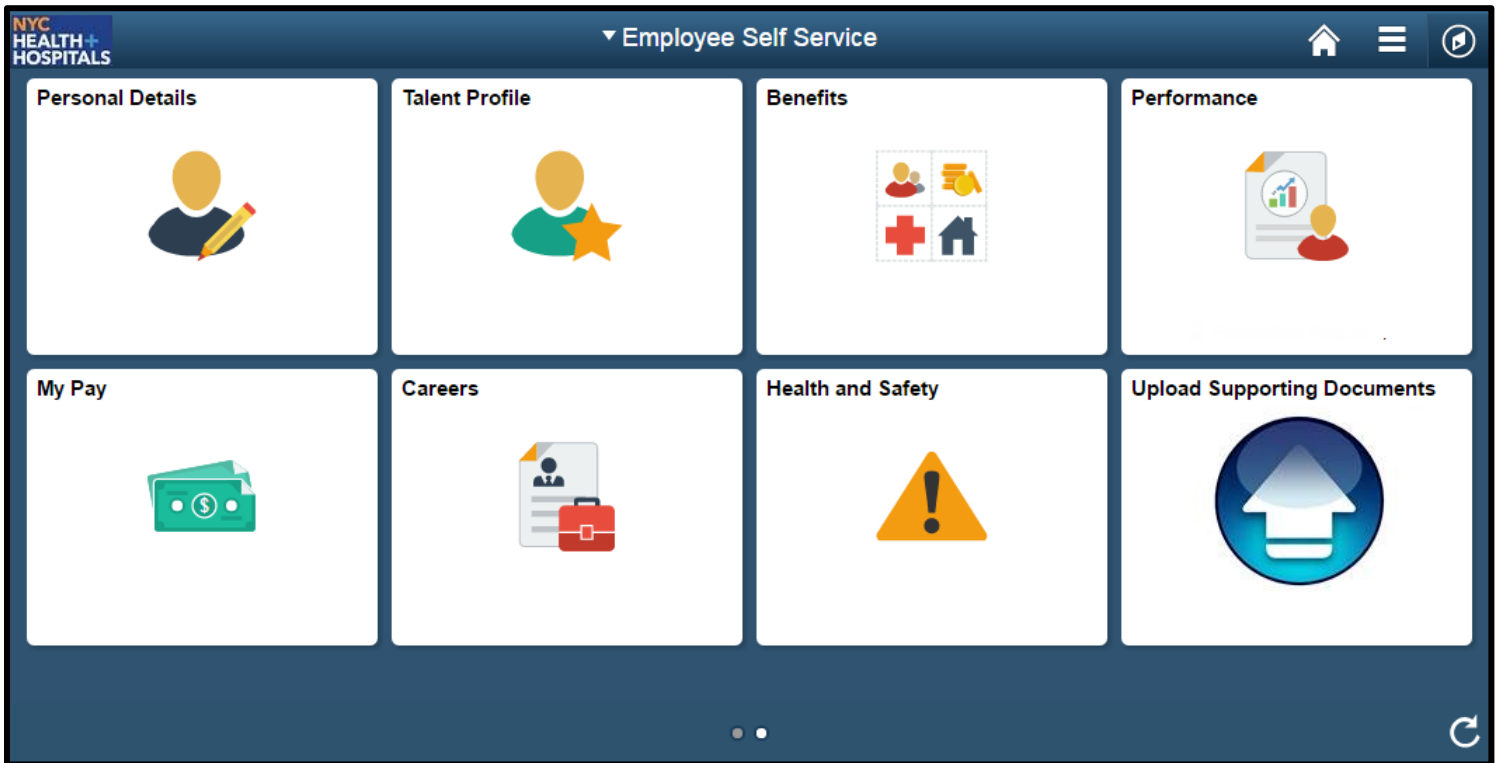 NYC
HEALTH+
HOSPITALS
Employee Self Service
Personal Details
Talent Profile
Benefits
Performance
My Pay
Careers
Health and Safety
Upload Supporting Documents